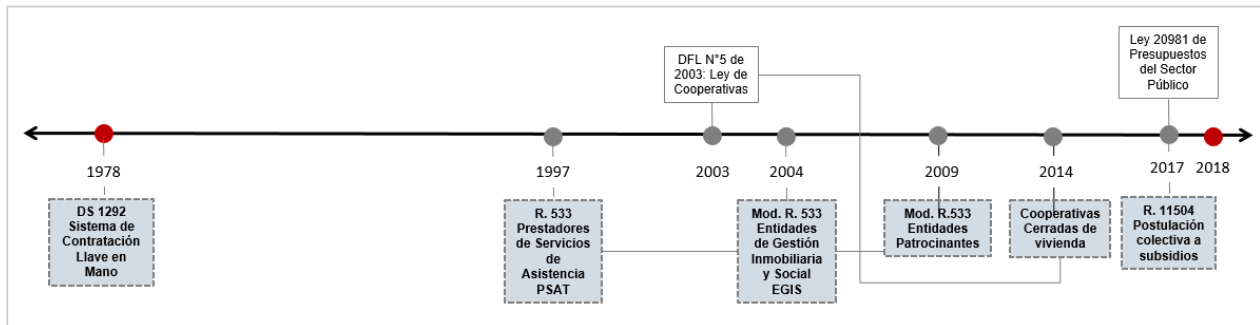 DFL N°5 de
2003: Ley de
Cooperativas
Ley 20981 de
Presupuestos
del Sector
Público
1978
1997
2003
2004
2009
2014
2017
2018
DS 1292
Sistema de
Contratación
Llave en
Mano
R. 533
Prestadores
de Servicios
de
Asistencia
PSAT
Mod. R. 533
Entidades
de Gestión
Inmobiliaria
y Social
EGIS
Mod. R.533
Entidades
Patrocinantes
Cooperativas
Cerradas de
vivienda
R. 11504
Postulación
colectiva a
subsidios